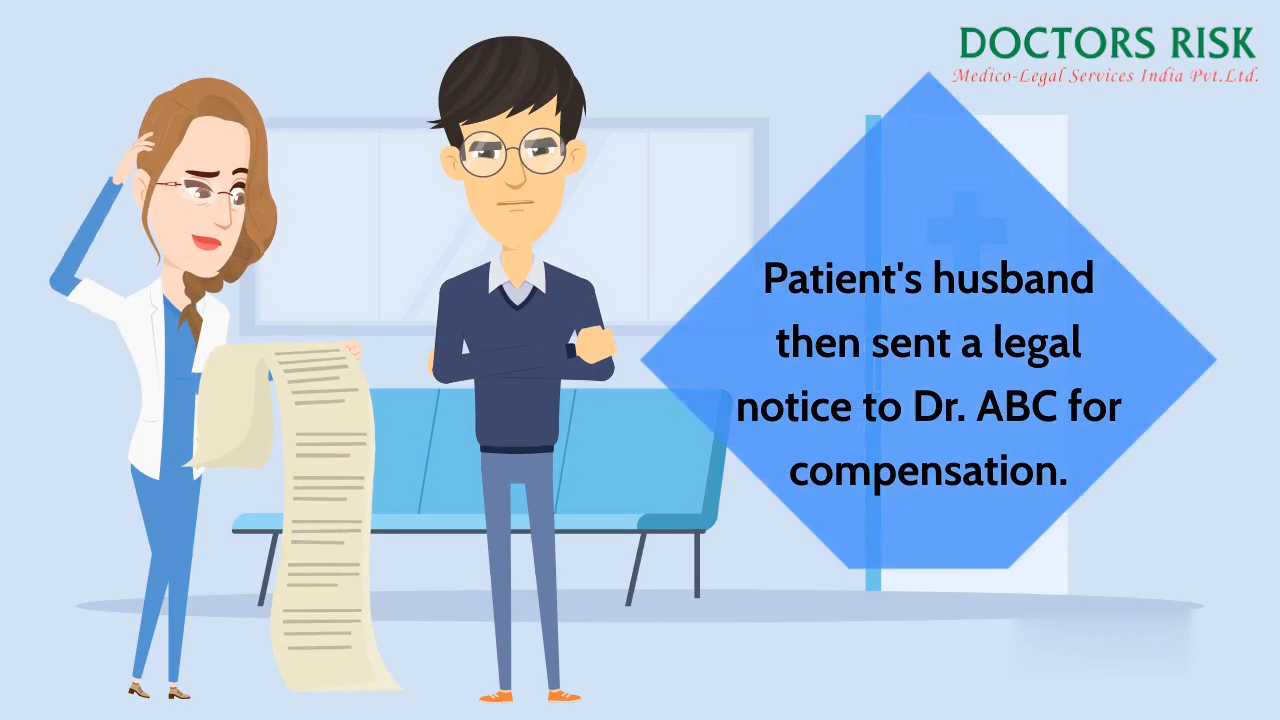 DOCTORS RISK
Medico-Legal Services India Pvt.Ltd.
Patient's husband
then sent a legal
notice to Dr. ABC for
compensation.